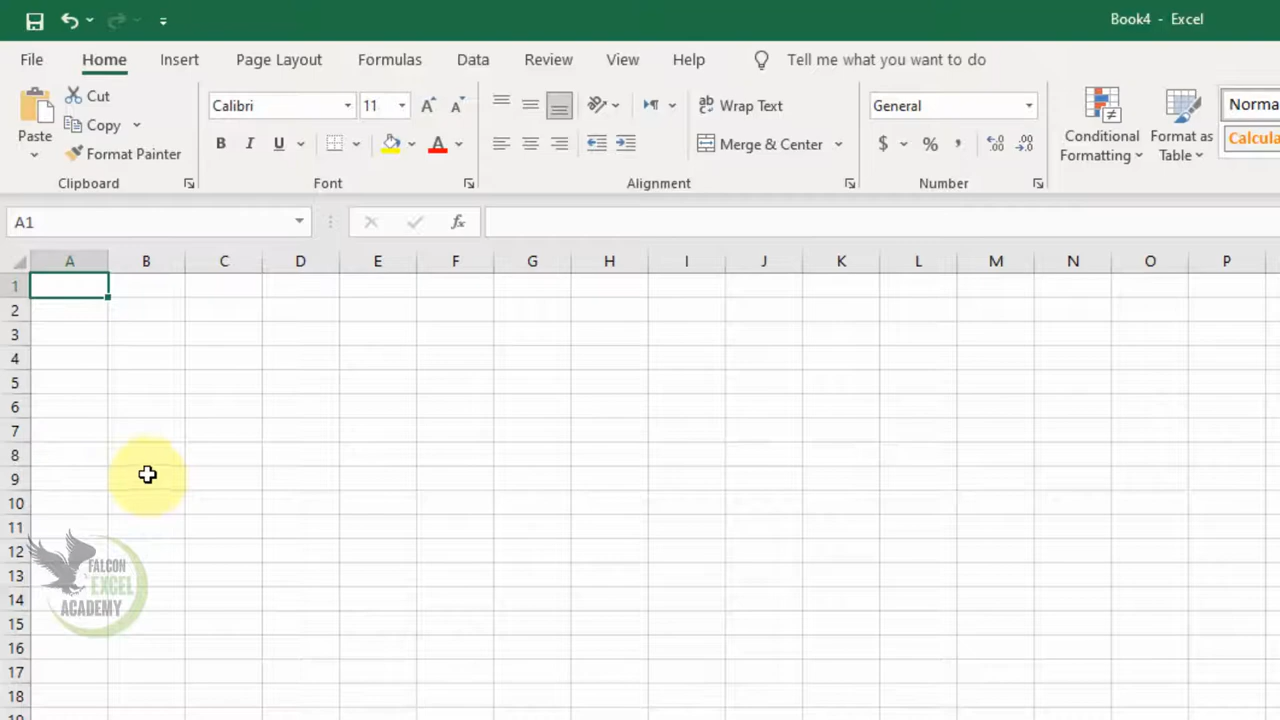 Book4 - Excel
File Home Insert Page Layout Formulas Data Review View Help Tell me what you want to do
Paste
Cut
Copy
Format Painter
Clipboard
Calibri 11
B I U A
Font
ab Wrap Text
Merge & Center
Alignment
General
$ % ,
Number
Conditional Formatting
Format as Table
Norma
Calcula
A1
fx
A B C D E F G H I J K L M N O P
1
2
3
4
5
6
7
8
9
10
11
12
13
14
15
16
17
18
FALCON
EXCEL
ACADEMY